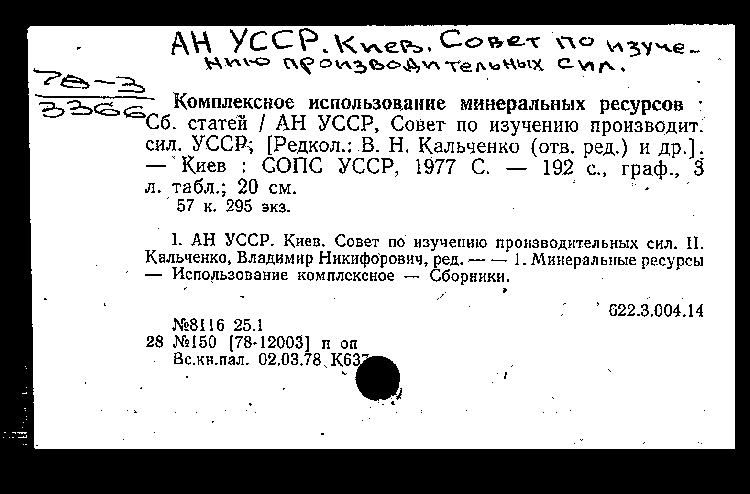 АН УССР. Киев. Совет по изуче-
нию производительных сил.
78-3
3366
Комплексное использование минеральных ресурсов :
Сб. статей / АН УССР, Совет по изучению производит.
сил. УССР; [Редкол.: В. Н. Кальченко (отв. ред.) и др.].
— Киев : СОПС УССР, 1977 С. — 192 с., граф., 3
л. табл.; 20 см.
57 к. 295 экз.
I. АН УССР. Киев. Совет по изучению производительных сил. II.
Кальченко, Владимир Никифорович, ред. — — 1. Минеральные ресурсы
— Использование комплексное — Сборники.
622.3.004.14
№8116 25.1
28 №150 [78-12003] п оп
Вс.кн.пал. 02.03.78 К637